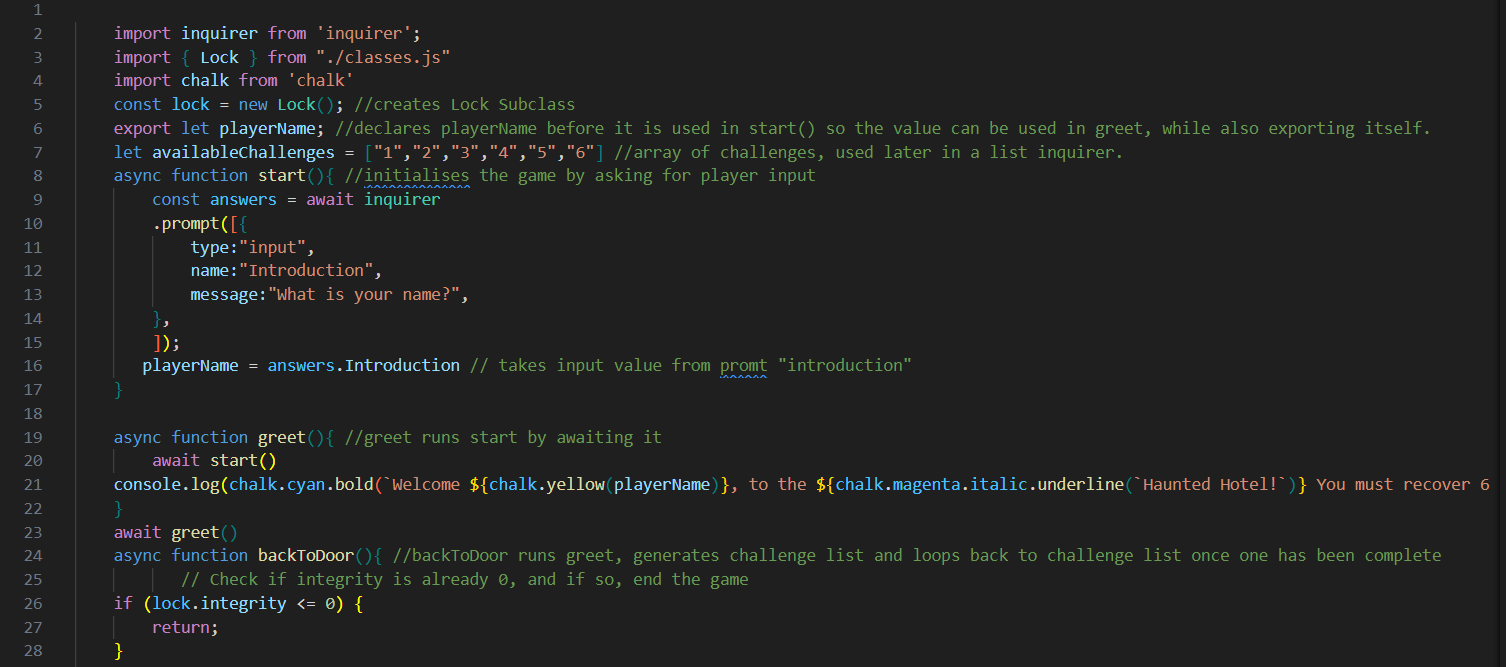 1
2 import inquirer from 'inquirer';
3 import { Lock } from "./classes.js"
4 import chalk from 'chalk'
5 const lock = new Lock(); //creates Lock Subclass
6 export let playerName; //declares playerName before it is used in start() so the value can be used in greet, while also exporting itself.
7 let availableChallenges = ["1","2","3","4","5","6"] //array of challenges, used later in a list inquirer.
8 async function start(){ //initialises the game by asking for player input
9 const answers = await inquirer
10 .prompt([{
11 type:"input",
12 name:"Introduction",
13 message:"What is your name?",
14 },
15 ]);
16 playerName = answers.Introduction // takes input value from promt "introduction"
17 }
18
19 async function greet(){ //greet runs start by awaiting it
20 await start()
21 console.log(chalk.cyan.bold(`Welcome ${chalk.yellow(playerName)}, to the ${chalk.magenta.italic.underline(`Haunted Hotel!`)} You must recover 6
22 }
23 await greet()
24 async function backToDoor(){ //backToDoor runs greet, generates challenge list and loops back to challenge list once one has been complete
25 // Check if integrity is already 0, and if so, end the game
26 if (lock.integrity <= 0) {
27 return;
28 }